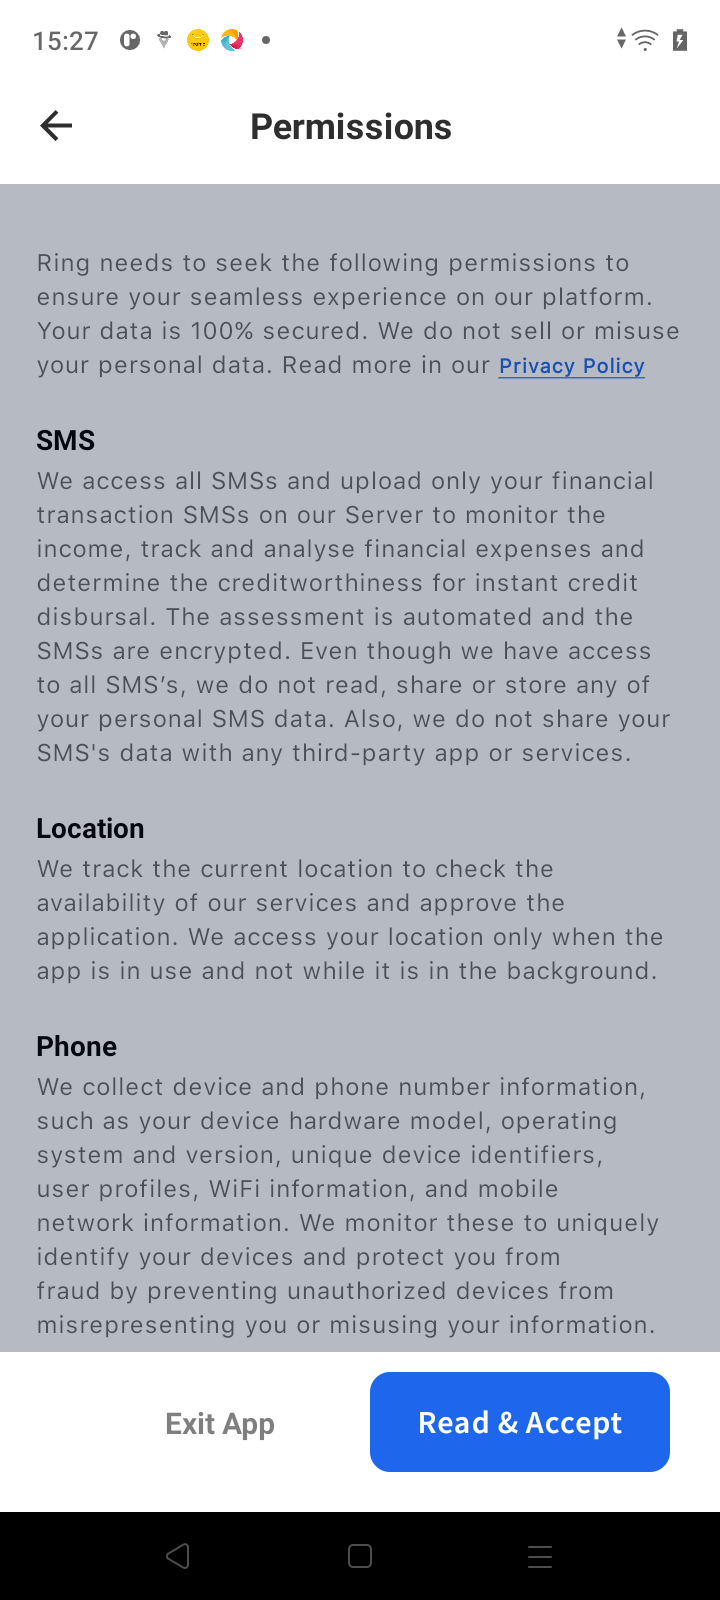 15:27
Permissions
Ring needs to seek the following permissions to
ensure your seamless experience on our platform.
Your data is 100% secured. We do not sell or misuse
your personal data. Read more in our Privacy Policy
SMS
We access all SMSs and upload only your financial
transaction SMSs on our Server to monitor the
income, track and analyse financial expenses and
determine the creditworthiness for instant credit
disbursal. The assessment is automated and the
SMSs are encrypted. Even though we have access
to all SMS’s, we do not read, share or store any of
your personal SMS data. Also, we do not share your
SMS's data with any third-party app or services.
Location
We track the current location to check the
availability of our services and approve the
application. We access your location only when the
app is in use and not while it is in the background.
Phone
We collect device and phone number information,
such as your device hardware model, operating
system and version, unique device identifiers,
user profiles, WiFi information, and mobile
network information. We monitor these to uniquely
identify your devices and protect you from
fraud by preventing unauthorized devices from
misrepresenting you or misusing your information.
Exit App
Read & Accept